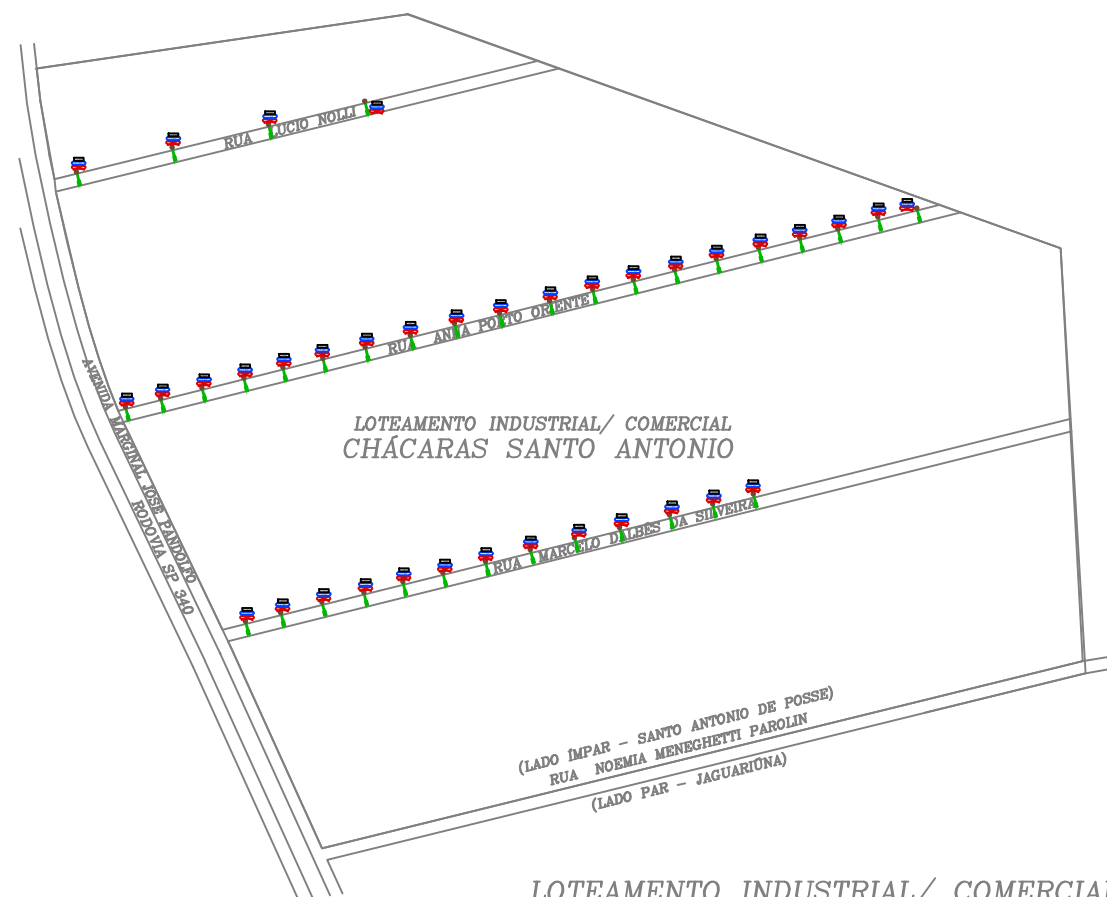 RUA LUCIO NOLLI
RUA ANNA POLTO ORIENTE
AVENIDA MARGINAL JOSE PANDOLFO
RODOVIA SP 340
LOTEAMENTO INDUSTRIAL/ COMERCIAL
CHÁCARAS SANTO ANTONIO
RUA MARCELO DALBÉS DA SILVEIRA
(LADO ÍMPAR - SANTO ANTONIO DE POSSE)
RUA NOEMIA MENEGHETTI PAROLIN
(LADO PAR - JAGUARIÚNA)
LOTEAMENTO INDUSTRIAL/ COMERCIAL